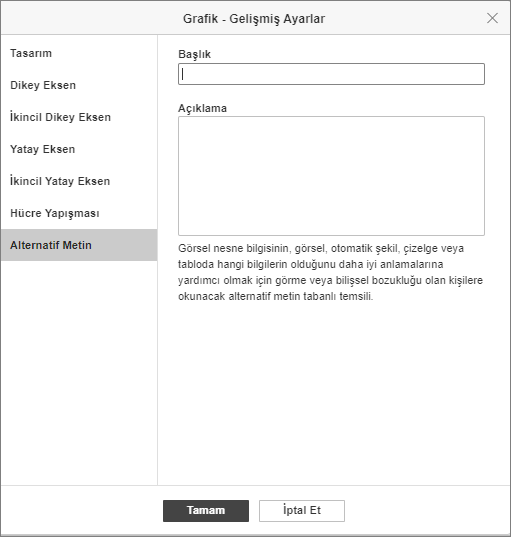 Grafik - Gelişmiş Ayarlar
Tasarım
Dikey Eksen
İkincil Dikey Eksen
Yatay Eksen
İkincil Yatay Eksen
Hücre Yapışması
Alternatif Metin
Başlık
Açıklama
Görsel nesne bilgisinin, görsel, otomatik şekil, çizelge veya
tabloda hangi bilgilerin olduğunu daha iyi anlamalarına
yardımcı olmak için görme veya bilişsel bozukluğu olan kişilere
okunacak alternatif metin tabanlı temsili.
Tamam
İptal Et